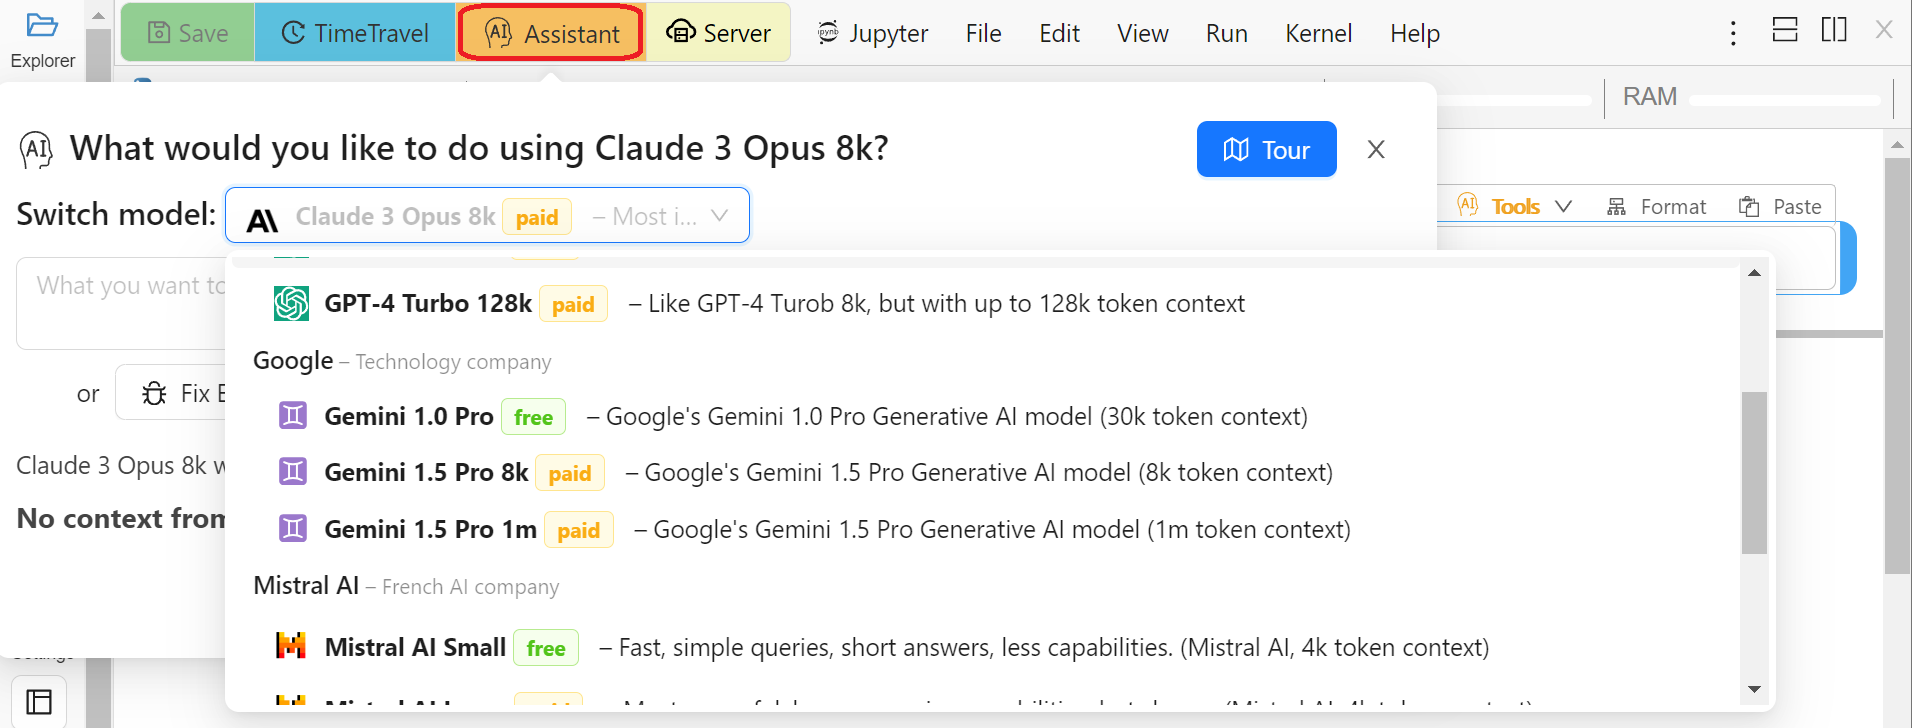 Explorer
Save TimeTravel AI Assistant Server ipynb Jupyter File Edit View Run Kernel Help
RAM
AI What would you like to do using Claude 3 Opus 8k? Tour X
Switch model: A\ Claude 3 Opus 8k paid – Most i...
AI Tools Format Paste
What you want to
GPT-4 Turbo 128k paid – Like GPT-4 Turob 8k, but with up to 128k token context
Google – Technology company
or Fix
Gemini 1.0 Pro free – Google's Gemini 1.0 Pro Generative AI model (30k token context)
Claude 3 Opus 8k
Gemini 1.5 Pro 8k paid – Google's Gemini 1.5 Pro Generative AI model (8k token context)
No context from
Gemini 1.5 Pro 1m paid – Google's Gemini 1.5 Pro Generative AI model (1m token context)
Mistral AI – French AI company
Mistral AI Small free – Fast, simple queries, short answers, less capabilities. (Mistral AI, 4k token context)